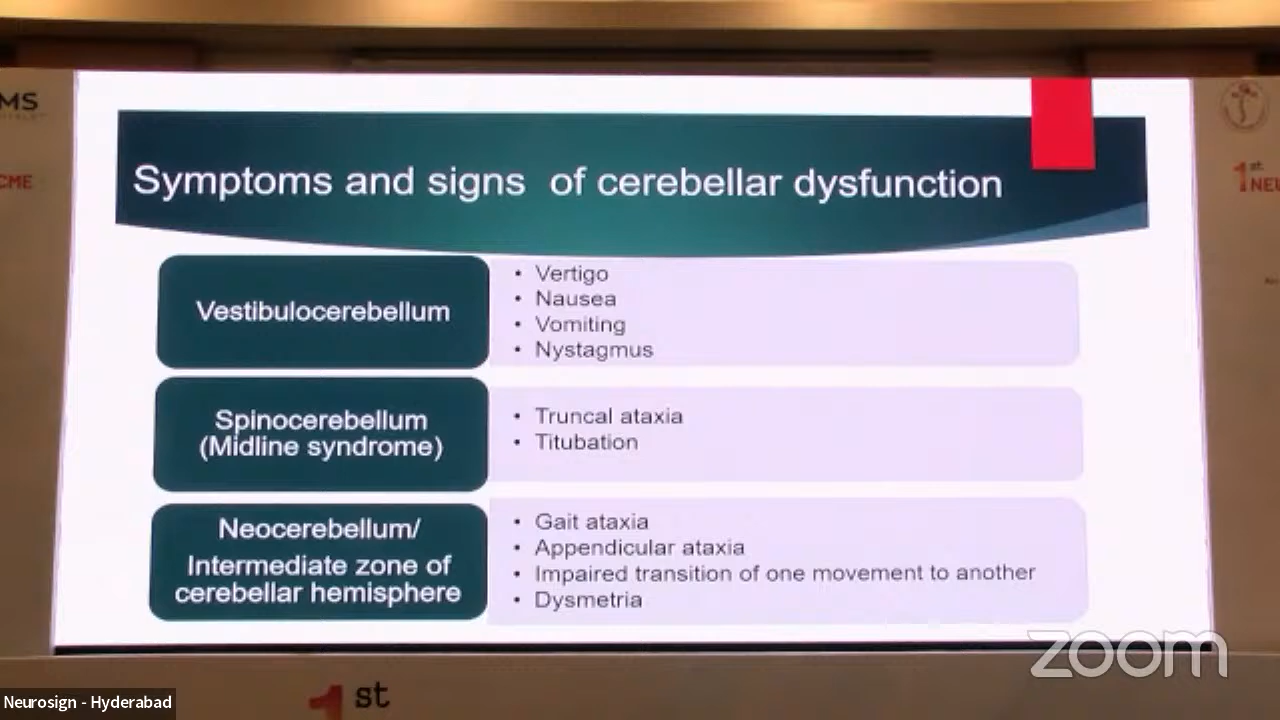 MS
CME
Symptoms and signs of cerebellar dysfunction
Vestibulocerebellum
• Vertigo
• Nausea
• Vomiting
• Nystagmus
Spinocerebellum
(Midline syndrome)
• Truncal ataxia
• Titubation
Neocerebellum/
Intermediate zone of
cerebellar hemisphere
• Gait ataxia
• Appendicular ataxia
• Impaired transition of one movement to another
• Dysmetria
1st
NEU
zoom
1st
Neurosign - Hyderabad